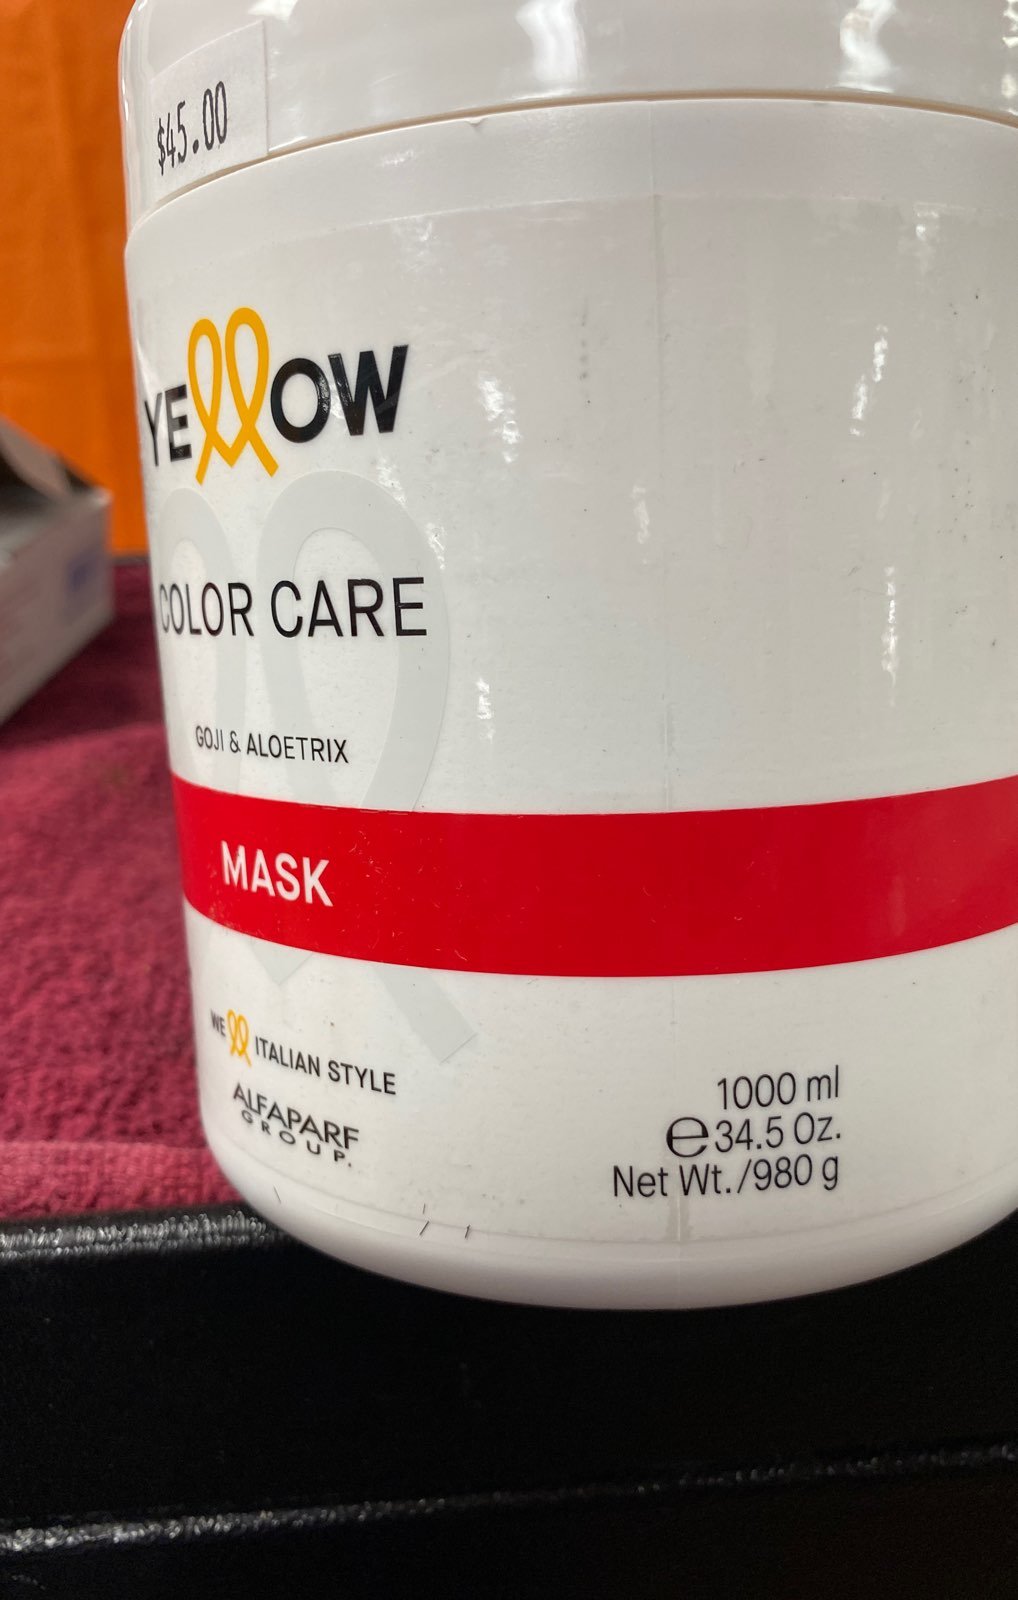 $45.00
YELLOW
COLOR CARE
GOJI & ALOETRIX
MASK
WE ITALIAN STYLE
ALFAPARF
GROUP.
1000 ml
℮34.5 Oz.
Net Wt./980 g